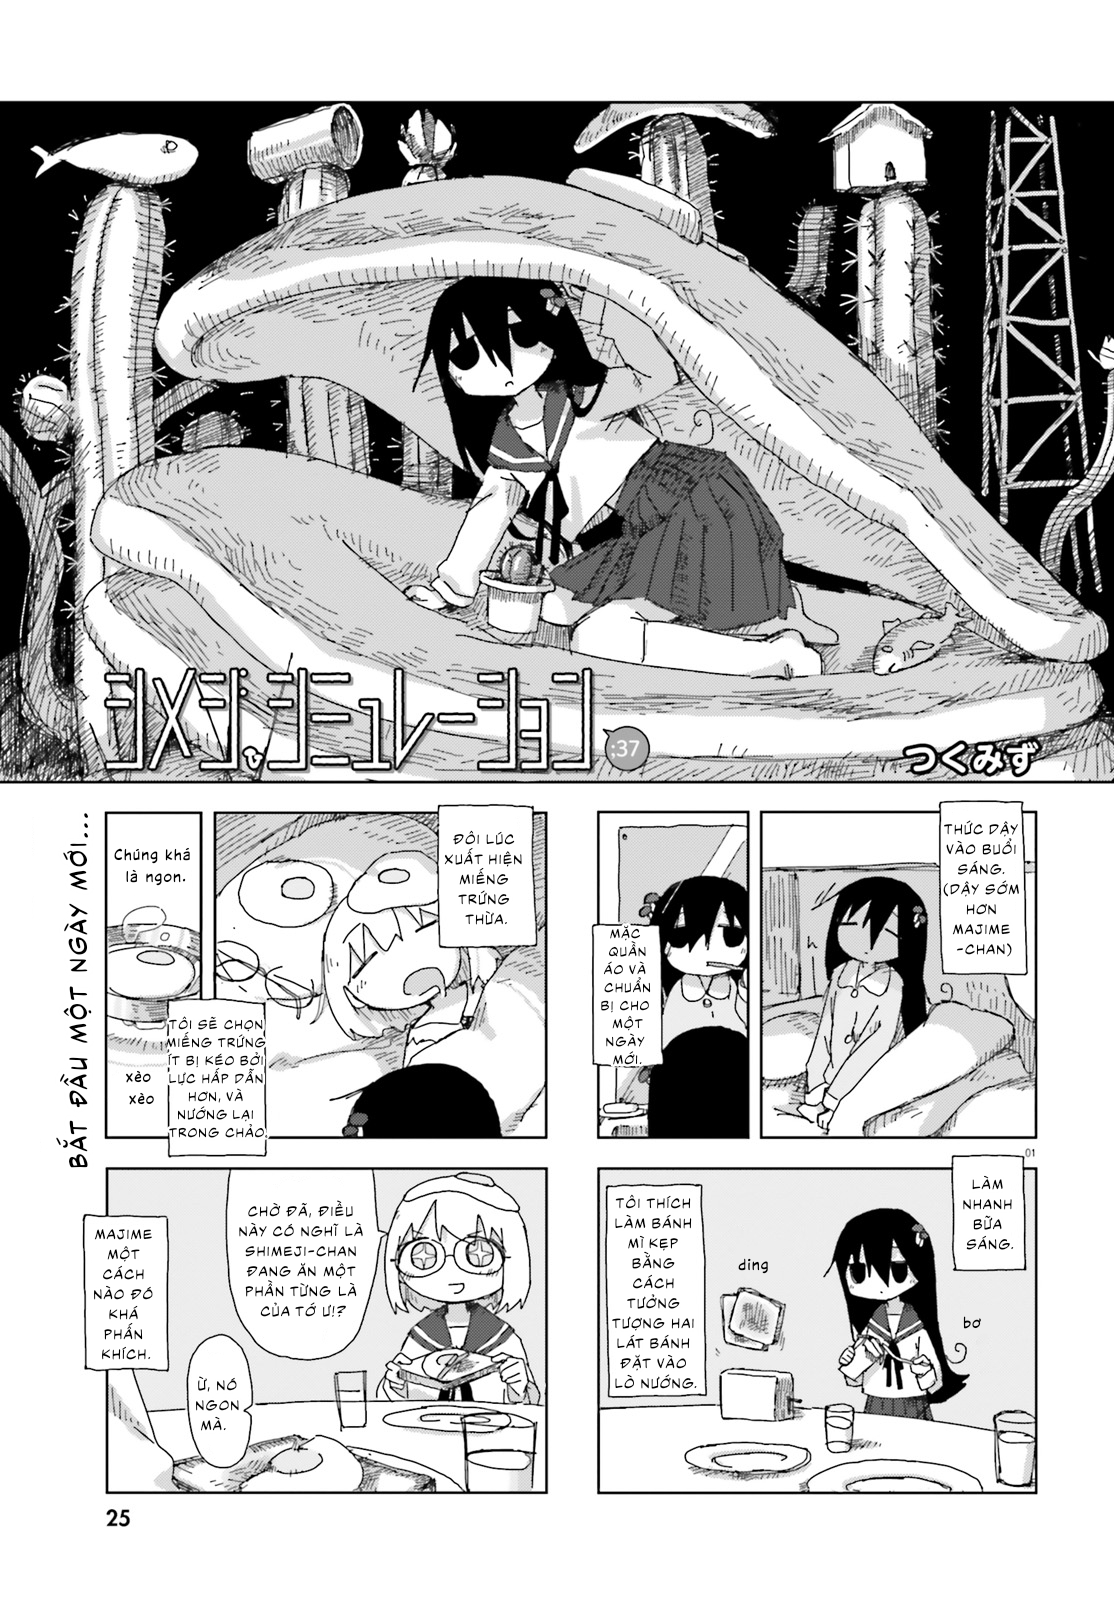 シメジ シミュレーション
:37
つくみず
BẮT ĐẦU MỘT NGÀY MỚI...
THỨC DẬY
VÀO BUỔI
SÁNG.
(DẬY SỚM
HƠN
MAJIME
-CHAN)
MẶC
QUẦN
ÁO VÀ
CHUẨN
BỊ CHO
MỘT
NGÀY
MỚI.
01
LÀM
NHANH
BỮA
SÁNG.
bơ
ding
TÔI THÍCH
LÀM BÁNH
MÌ KẸP
BẰNG
CÁCH
TƯỞNG
TƯỢNG HAI
LÁT BÁNH
ĐẶT VÀO
LÒ NƯỚNG.
ĐÔI LÚC
XUẤT HIỆN
MIẾNG
TRỨNG
THỪA.
TÔI SẼ CHỌN
MIẾNG TRỨNG
ÍT BỊ KÉO BỞI
LỰC HẤP DẪN
HƠN, VÀ
NƯỚNG LẠI
TRONG CHẢO
Chúng khá
là ngon.
xèo
xèo
CHỜ ĐÃ, ĐIỀU
NÀY CÓ NGHĨ LÀ
SHIMEJI-CHAN
ĐANG ĂN MỘT
PHẦN TỪNG LÀ
CỦA TỚ Ư!?
MAJIME
MỘT
CÁCH
NÀO ĐÓ
KHÁ
PHẤN
KHÍCH.
Ừ, NÓ
NGON
MÀ.
25